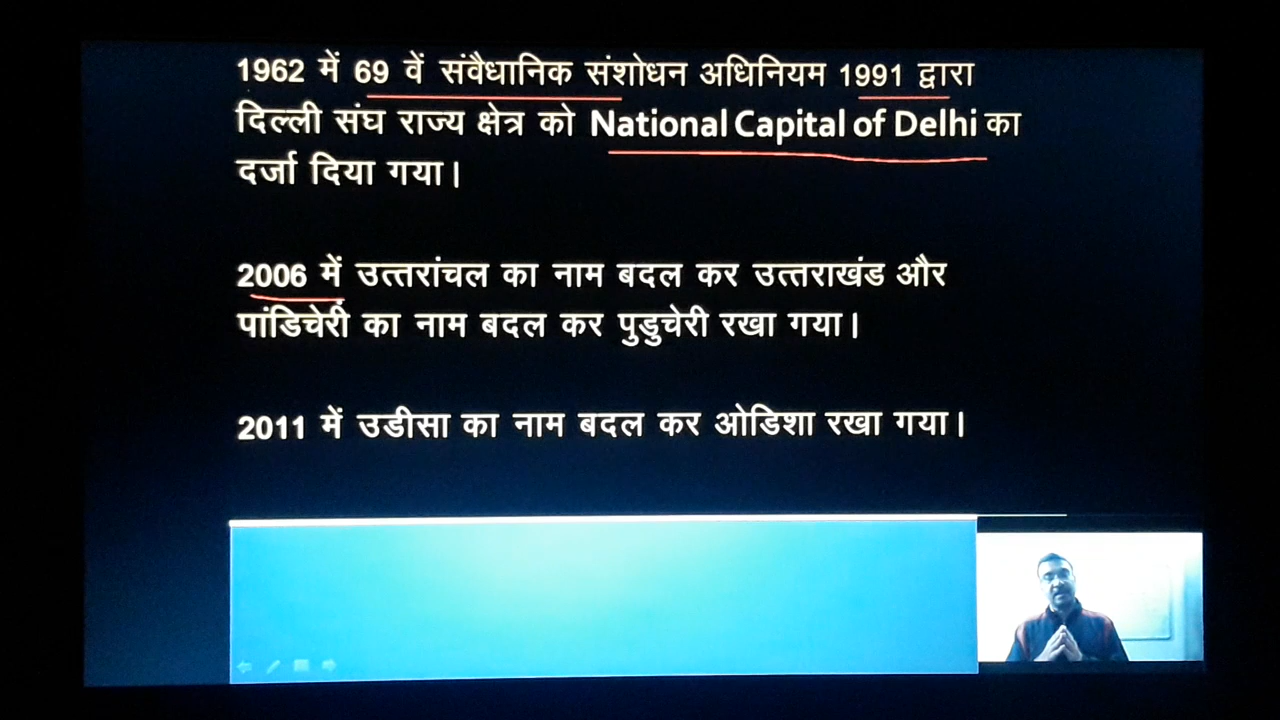 1962 में 69 वें संवैधानिक संशोधन अधिनियम 1991 द्वारा
दिल्ली संघ राज्य क्षेत्र को National Capital of Delhi का
दर्जा दिया गया।
2006 में उत्तरांचल का नाम बदल कर उत्तराखंड और
पांडिचेरी का नाम बदल कर पुडुचेरी रखा गया।
2011 में उडीसा का नाम बदल कर ओडिशा रखा गया।